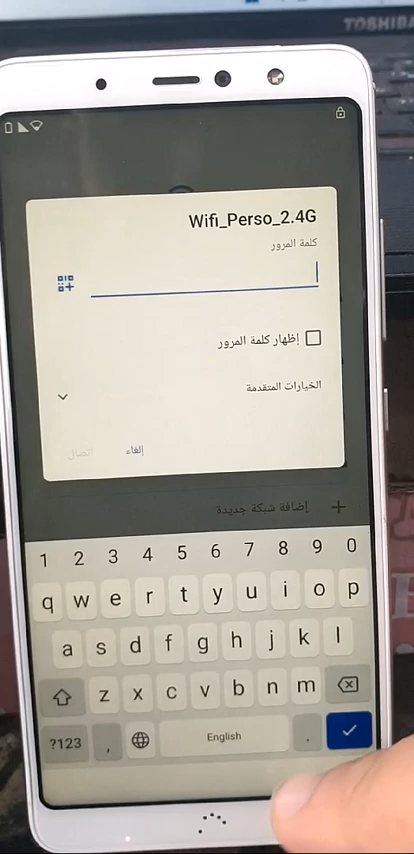 TOSHIBA
Wifi_Perso_2.4G
كلمة المرور
إظهار كلمة المرور
الخيارات المتقدمة
إلغاء
اتصال
إضافة شبكة جديدة
1 2 3 4 5 6 7 8 9 0
q w e r t y u i o p
a s d f g h j k l
z x c v b n m
?123 , English .